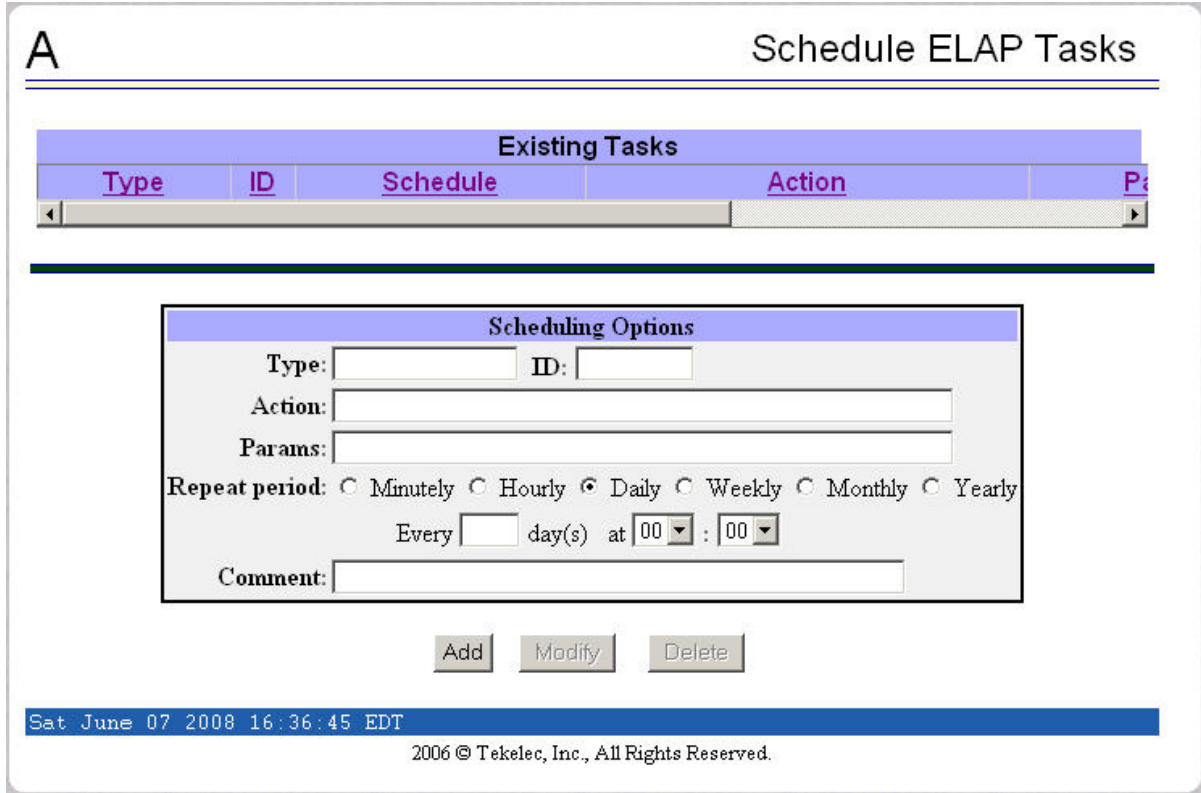 A Schedule ELAP Tasks
Existing Tasks
Type ID Schedule Action Pa
Scheduling Options
Type: ID:
Action:
Params:
Repeat period: Minutely Hourly Daily Weekly Monthly Yearly
Every day(s) at 00 : 00
Comment:
Add Modify Delete
Sat June 07 2008 16:36:45 EDT
2006 © Tekelec, Inc., All Rights Reserved.